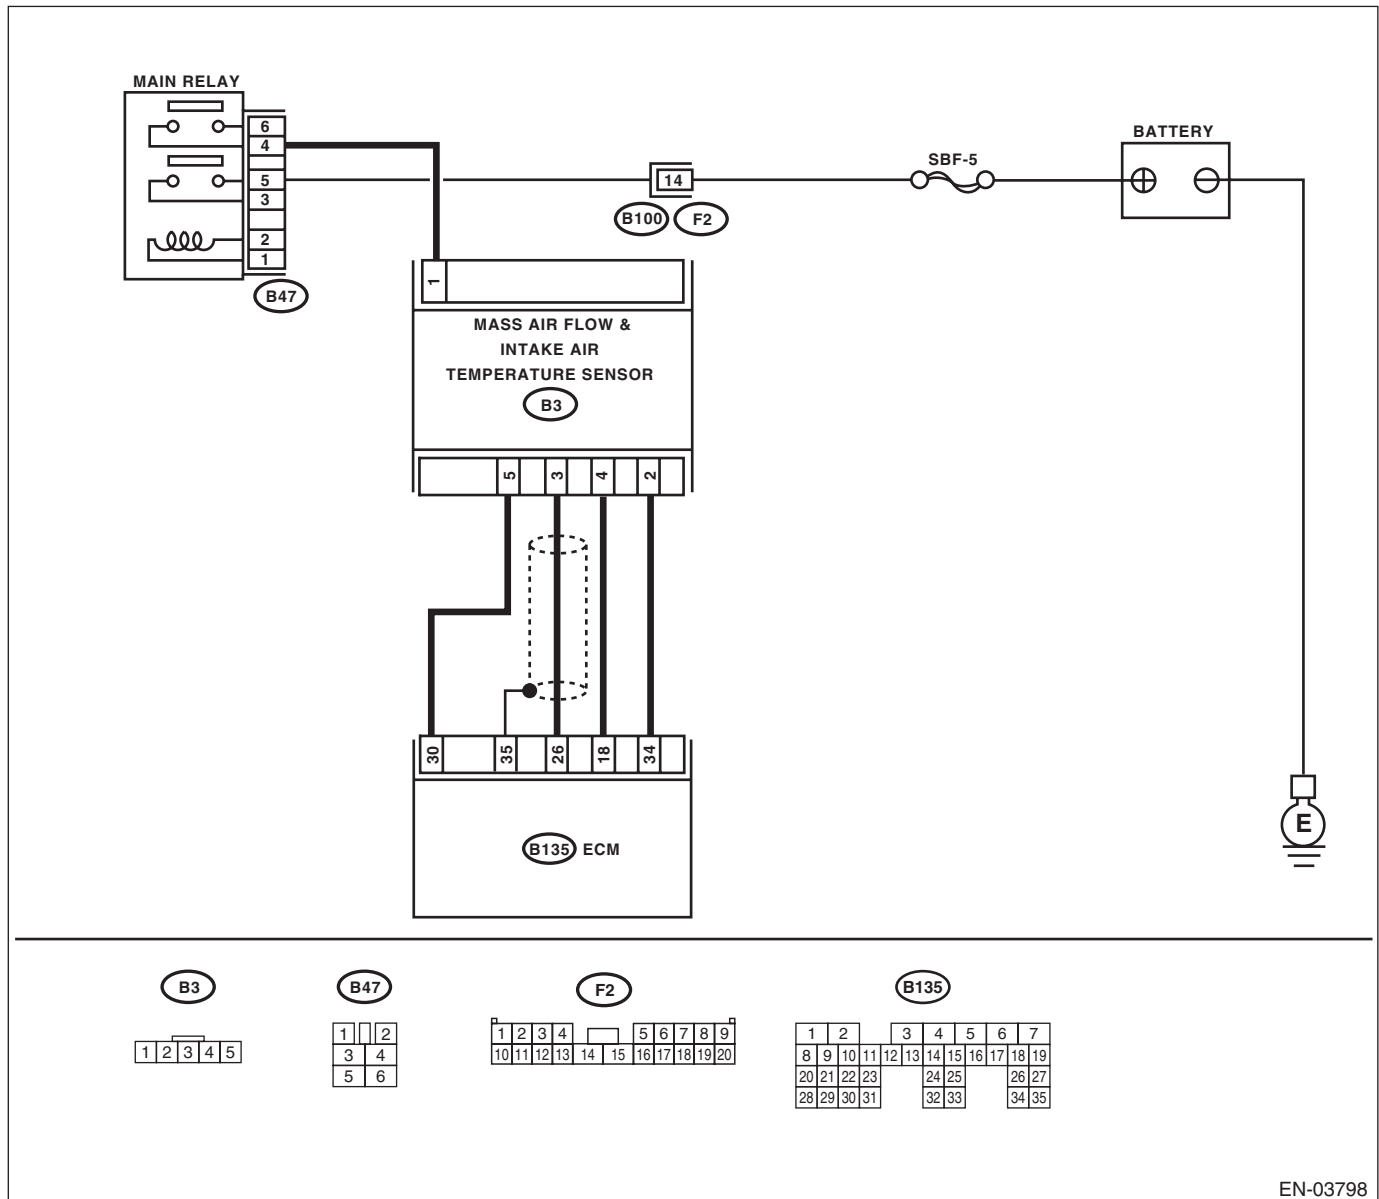 MAIN RELAY
6
4
5
3
2
1
B47
BATTERY
SBF-5
14
B100 F2
1
MASS AIR FLOW &
INTAKE AIR
TEMPERATURE SENSOR
B3
5 3 4 2
30 35 26 18 34
B135 ECM
E
B3
1 2 3 4 5
B47
1 2
3 4
5 6
F2
1 2 3 4 5 6 7 8 9
10 11 12 13 14 15 16 17 18 19 20
B135
1 2 3 4 5 6 7
8 9 10 11 12 13 14 15 16 17 18 19
20 21 22 23 24 25 26 27
28 29 30 31 32 33 34 35
EN-03798